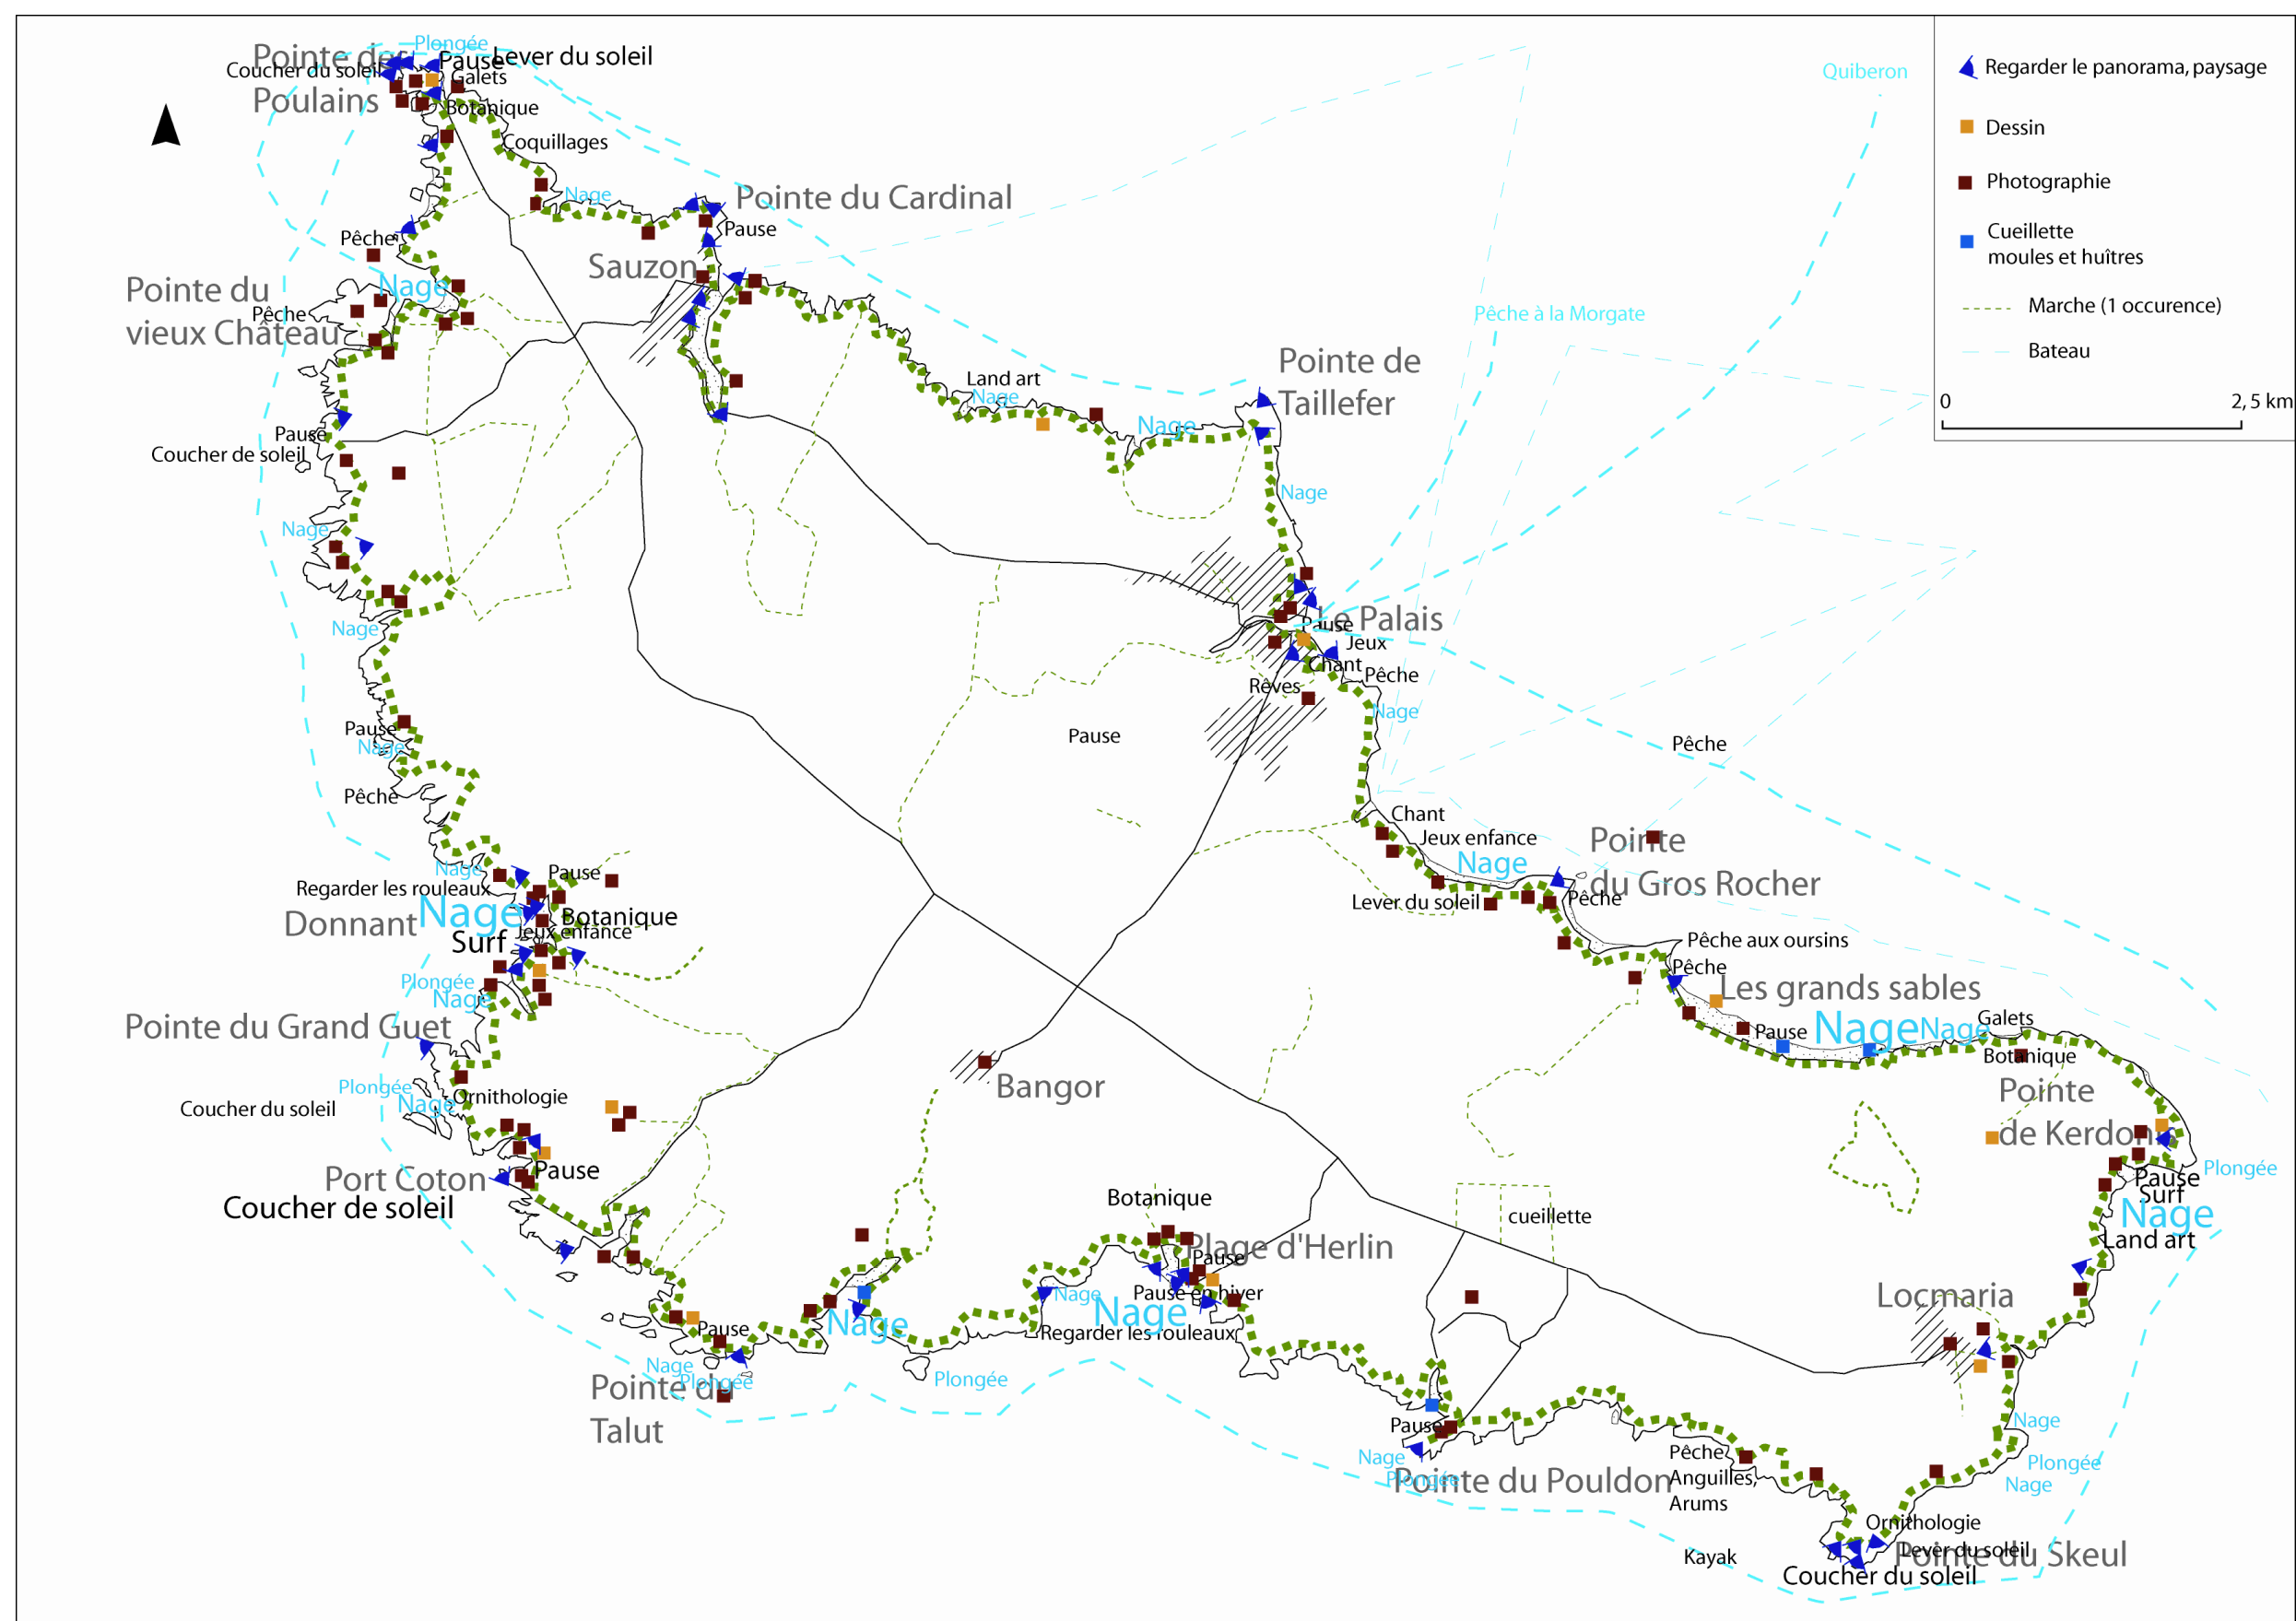 Plongée
Pointe des
Pause
Lever du soleil
Coucher du soleil
Galets
Poulains
Botanique
Coquillages
Nage
Pointe du Cardinal
Pause
Pêche
Sauzon
Nage
Pointe du
vieux Château
Pêche
Pause
Coucher de soleil
Nage
Nage
Pause
Nage
Pêche
Land art
Nage
Nage
Pointe de
Taillefer
Nage
Quiberon
Pêche à la Morgate
Regarder le panorama, paysage
Dessin
Photographie
Cueillette
moules et huîtres
Marche (1 occurence)
Bateau
0
2, 5 km
Le Palais
Pause
Jeux
Chant
Pêche
Rêves
Nage
Pause
Pêche
Chant
Jeux enfance
Nage
Pointe
du Gros Rocher
Pêche
Lever du soleil
Pêche aux oursins
Pêche
Les grands sables
Pause
Nage
Nage
Galets
Botanique
Pointe
de Kerdonis
Plongée
Pause
Surf
Nage
Land art
Locmaria
Nage
Pause
Regarder les rouleaux
Donnant
Nage
Botanique
Surf
Jeux enfance
Plongée
Nage
Pointe du Grand Guet
Plongée
Nage
Ornithologie
Coucher du soleil
Port Coton
Pause
Coucher de soleil
Bangor
Botanique
Plage d'Herlin
Pause
Pause en hiver
Nage
Nage
Regarder les rouleaux
cueillette
Nage
Pause
Nage
Plongée
Pointe du
Talut
Plongée
Pause
Nage
Plongée
Pointe du Pouldon
Pêche
Anguilles,
Arums
Nage
Plongée
Nage
Ornithologie
Lever du soleil
Pointe du Skeul
Kayak
Coucher du soleil